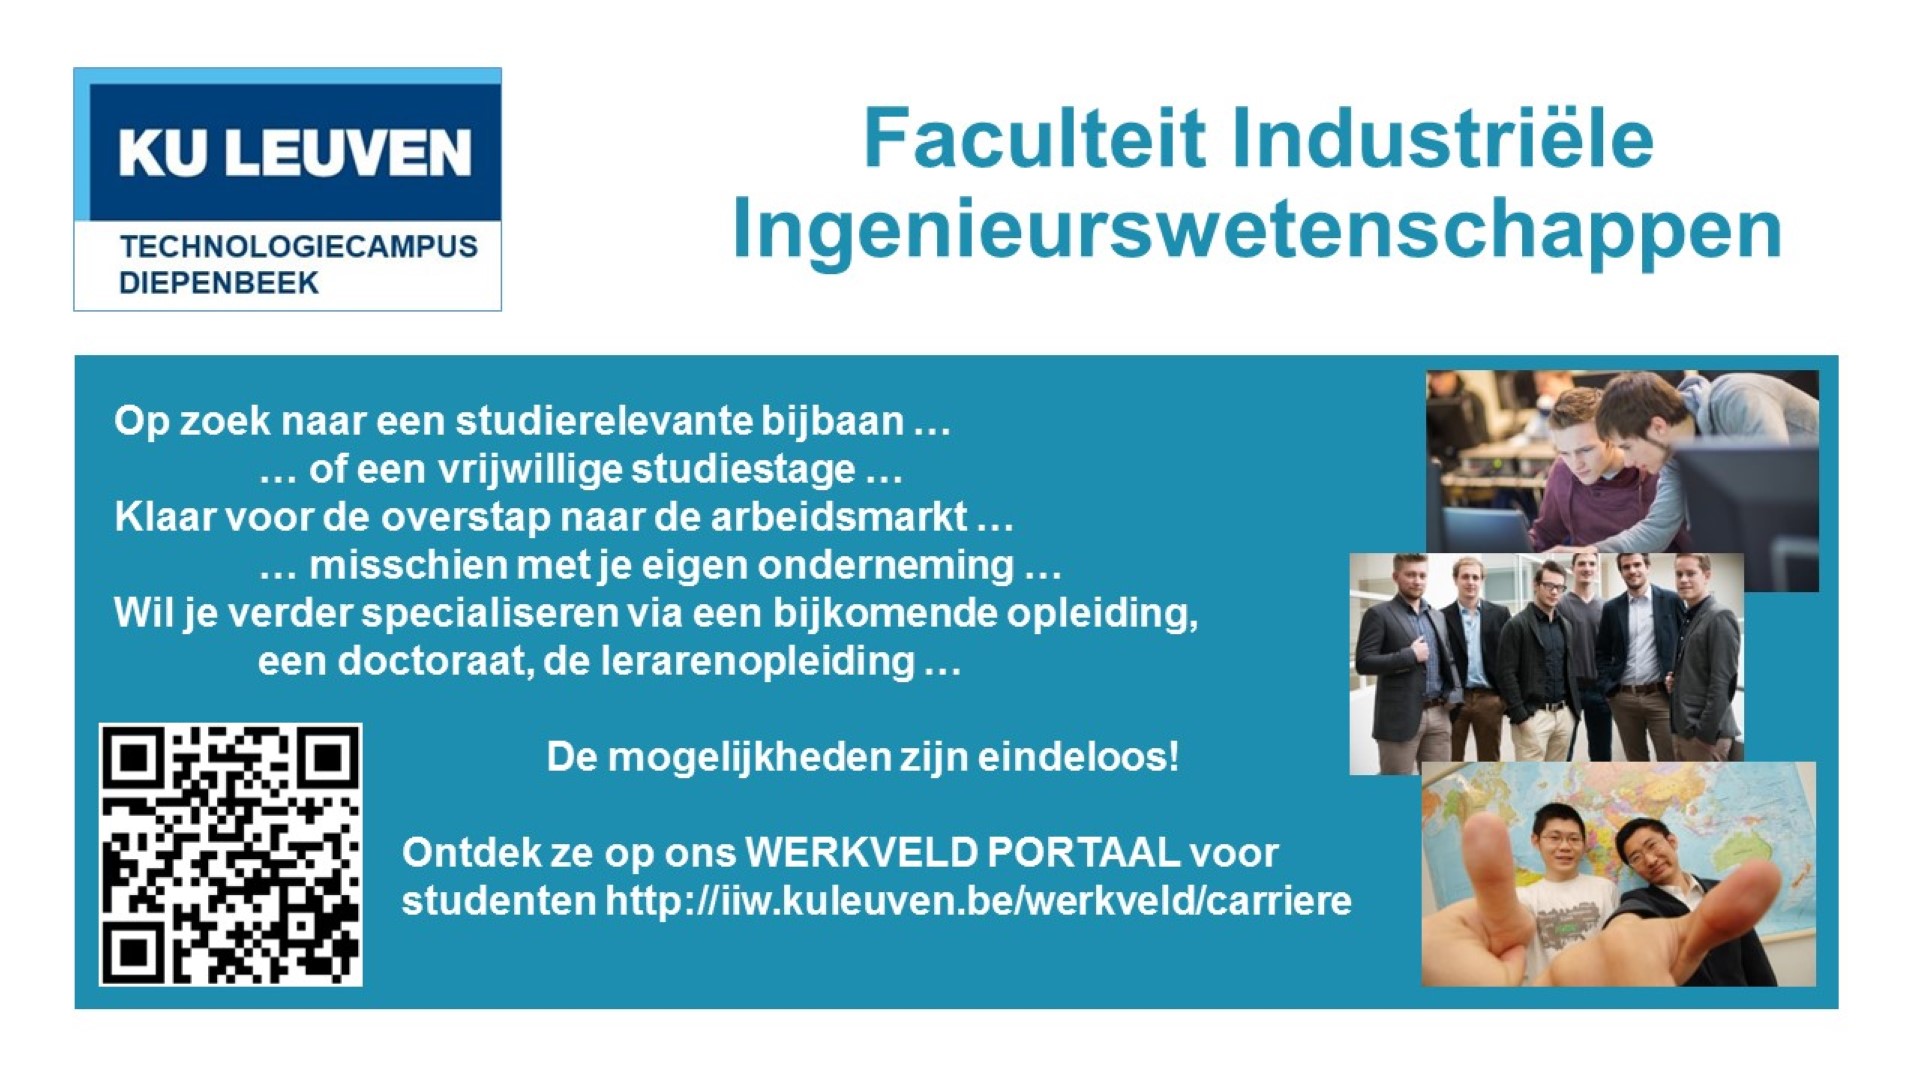 KU LEUVEN
TECHNOLOGIECAMPUS
DIEPENBEEK
Faculteit Industriële
Ingenieurswetenschappen
Op zoek naar een studierelevante bijbaan …
… of een vrijwillige studiestage …
Klaar voor de overstap naar de arbeidsmarkt …
… misschien met je eigen onderneming …
Wil je verder specialiseren via een bijkomende opleiding,
een doctoraat, de lerarenopleiding …
De mogelijkheden zijn eindeloos!
Ontdek ze op ons WERKVELD PORTAAL voor
studenten http://iiw.kuleuven.be/werkveld/carriere